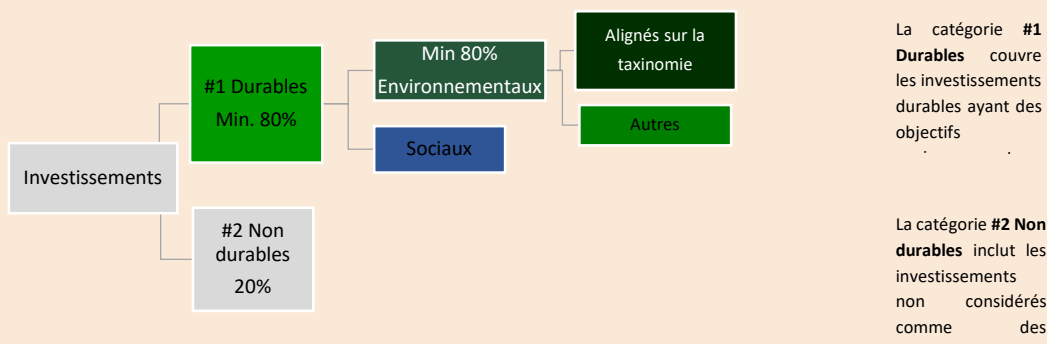 Investissements
#1 Durables
Min. 80%
#2 Non
durables
20%
Min 80%
Environnementaux
Sociaux
Alignés sur la
taxinomie
Autres
La catégorie #1
Durables couvre
les investissements
durables ayant des
objectifs
La catégorie #2 Non
durables inclut les
investissements
non considérés
comme des